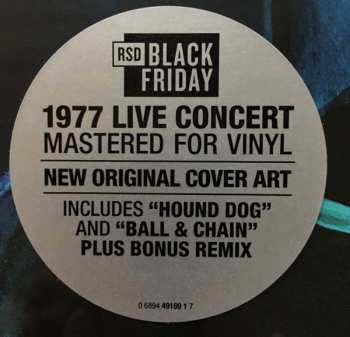 RSD BLACK
FRIDAY
1977 LIVE CONCERT
MASTERED FOR VINYL
NEW ORIGINAL COVER ART
INCLUDES “HOUND DOG”
AND “BALL & CHAIN”
PLUS BONUS REMIX
0 6894 49169 1 7